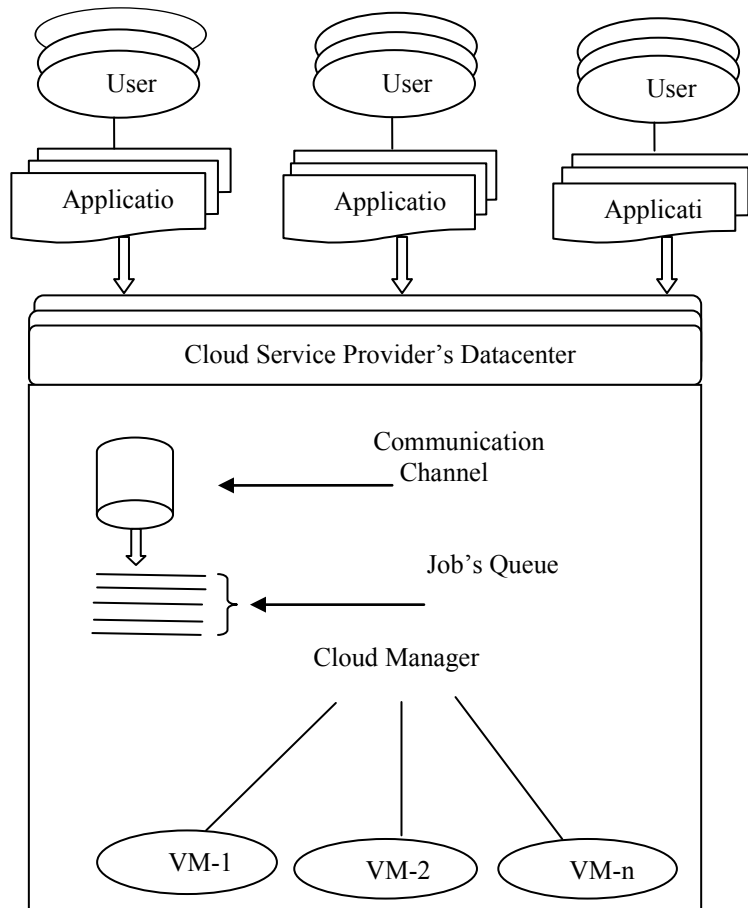 User
User
User
Applicatio
Applicatio
Applicati
Cloud Service Provider’s Datacenter
Communication
Channel
Job’s Queue
Cloud Manager
VM-1
VM-2
VM-n